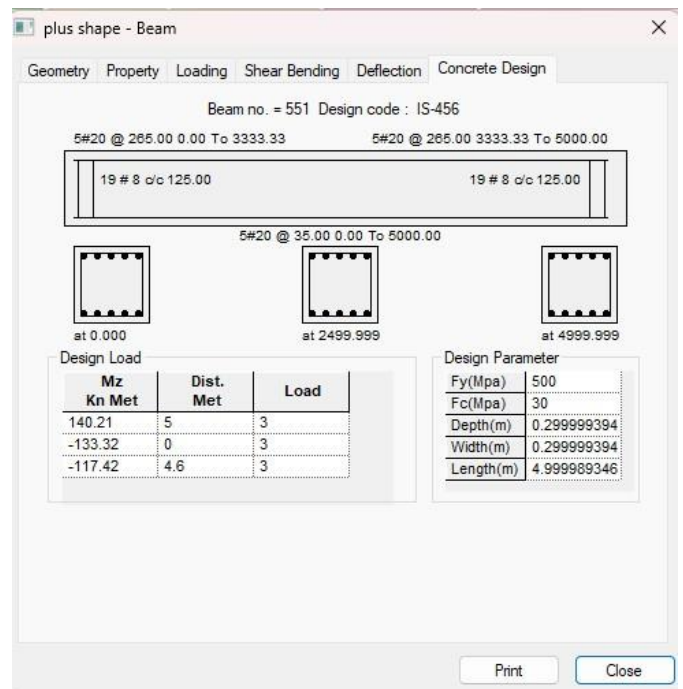 plus shape - Beam
Geometry Property Loading Shear Bending Deflection Concrete Design
Beam no. = 551 Design code : IS-456
5#20 @ 265.00 0.00 To 3333.33 5#20 @ 265.00 3333.33 To 5000.00
19 # 8 c/c 125.00 19 # 8 c/c 125.00
5#20 @ 35.00 0.00 To 5000.00
at 0.000 at 2499.999 at 4999.999
Design Load Design Parameter
Mz Dist. Load
Kn Met Met
140.21 5 3
-133.32 0 3
-117.42 4.6 3
Fy(Mpa) 500
Fc(Mpa) 30
Depth(m) 0.299999394
Width(m) 0.299999394
Length(m) 4.999989346
Print Close